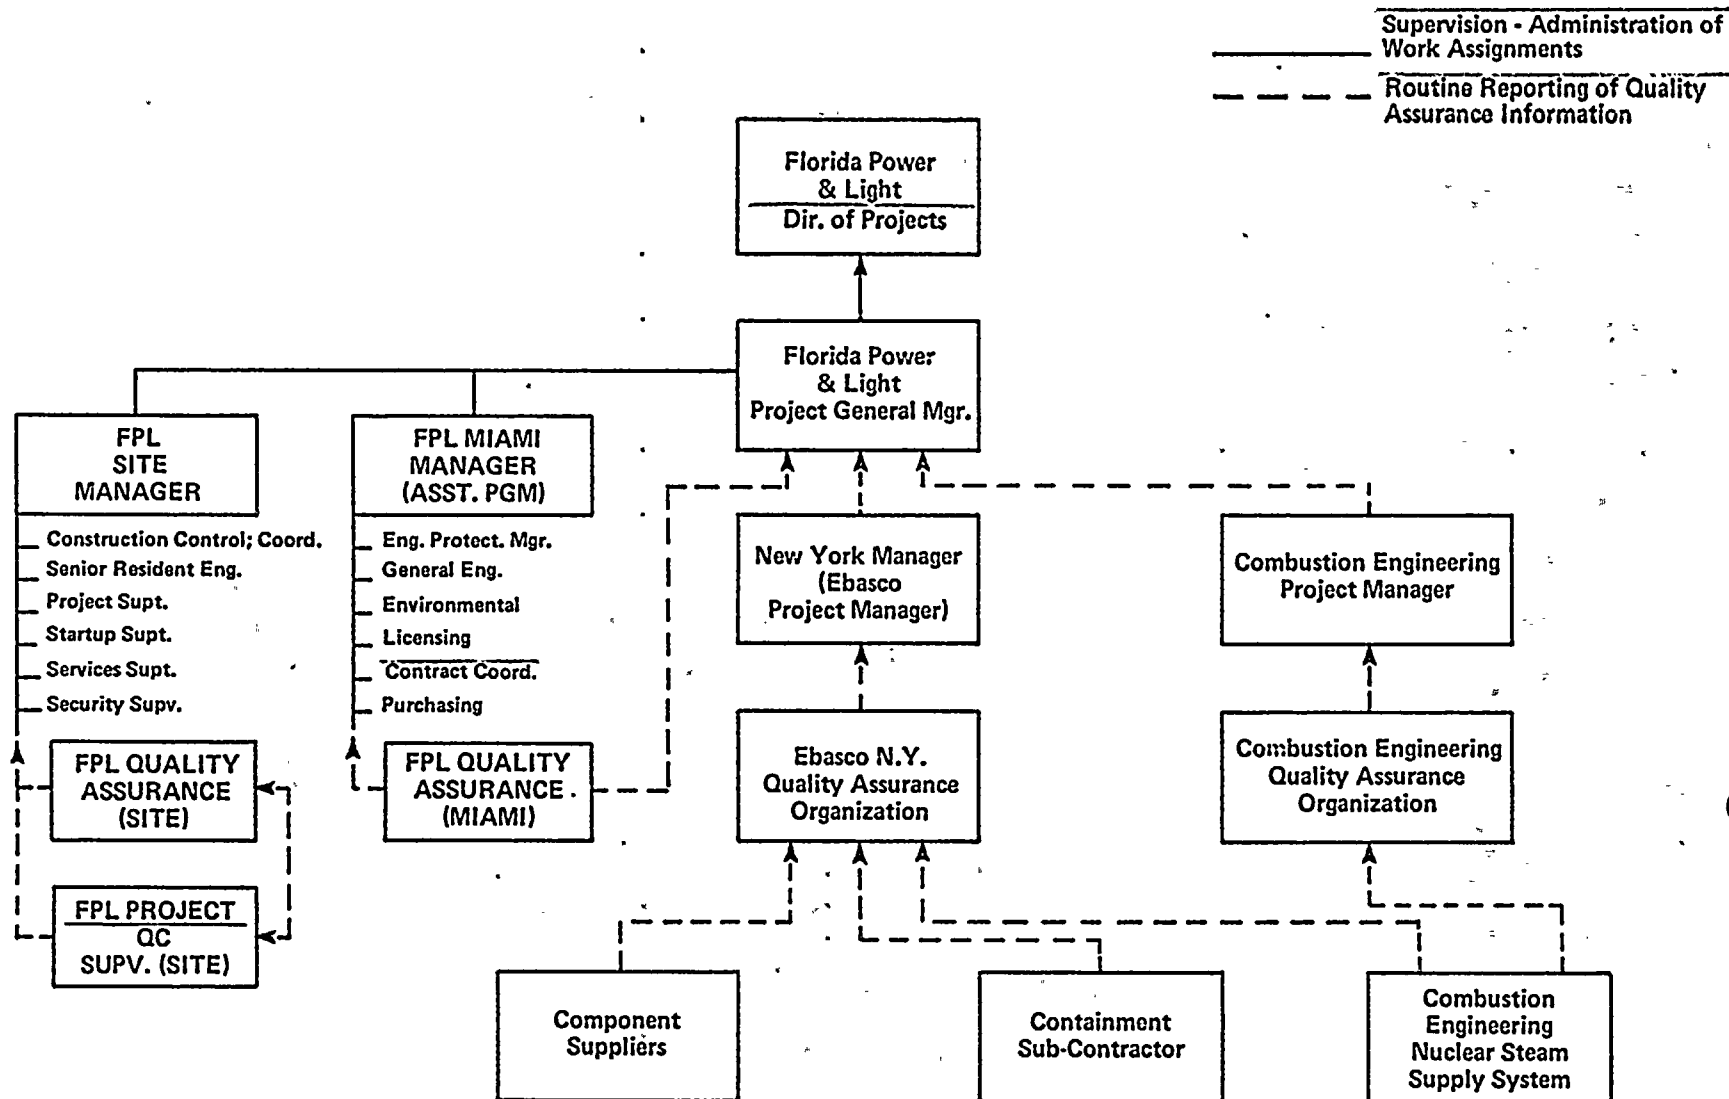 Supervision - Administration of
Work Assignments
Routine Reporting of Quality
Assurance Information
Florida Power
& Light
Dir. of Projects
Florida Power
& Light
Project General Mgr.
FPL
SITE
MANAGER
FPL MIAMI
MANAGER
(ASST. PGM)
Construction Control; Coord.
Senior Resident Eng.
Project Supt.
Startup Supt.
Services Supt.
Security Supv.
Eng. Protect. Mgr.
General Eng.
Environmental
Licensing
Contract Coord.
Purchasing
New York Manager
(Ebasco
Project Manager)
Combustion Engineering
Project Manager
FPL QUALITY
ASSURANCE
(SITE)
FPL QUALITY
ASSURANCE
(MIAMI)
Ebasco N.Y.
Quality Assurance
Organization
Combustion Engineering
Quality Assurance
Organization
FPL PROJECT
QC
SUPV. (SITE)
Component
Suppliers
Containment
Sub-Contractor
Combustion
Engineering
Nuclear Steam
Supply System